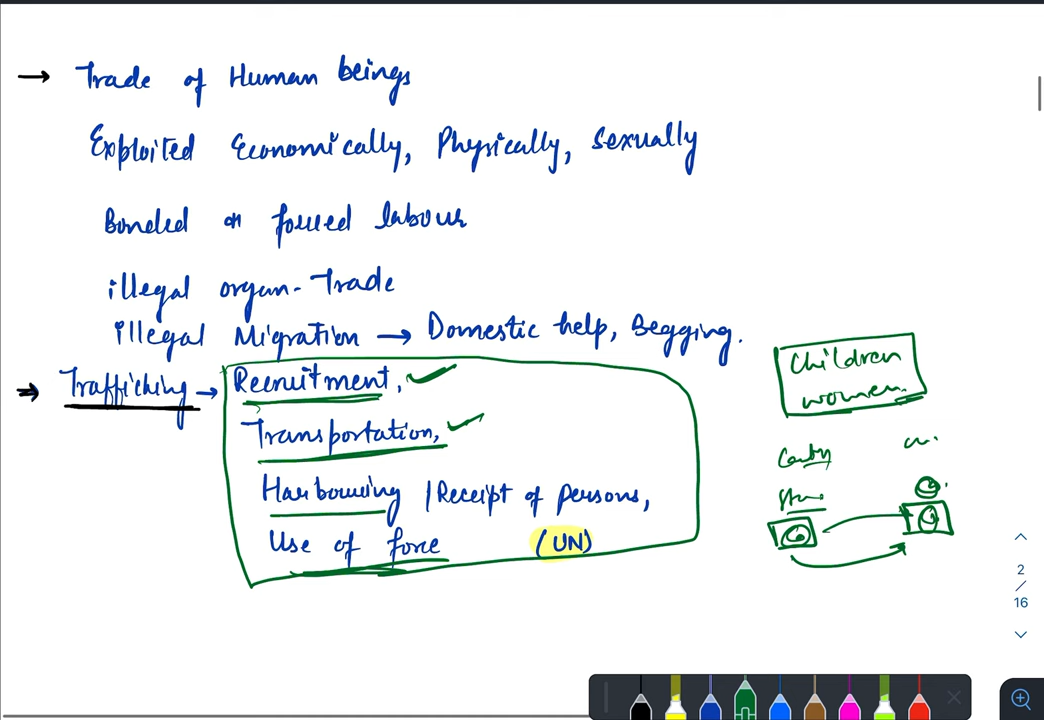 → Trade of Human beings
Exploited Economically, Physically, Sexually
Bonded or forced labour
illegal organ-Trade
illegal Migration → Domestic help, Begging.
→ Trafficking → Recruitment, ✓
Transportation, ✓
Harbouring / Receipt of persons,
Use of force (UN)
Children
women
2
/
16